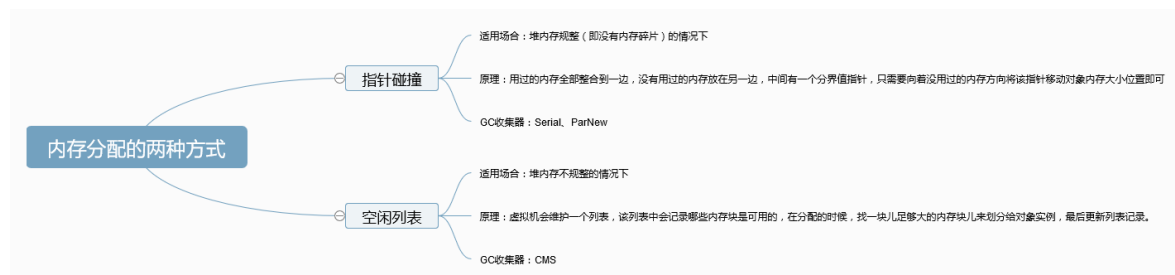 内存分配的两种方式
指针碰撞
适用场合：堆内存规整（即没有内存碎片）的情况下
原理：用过的内存全部整合到一边，没有用过的内存放在另一边，中间有一个分界值指针，只需要向着没用过的内存方向将该指针移动对象内存大小位置即可
GC收集器：Serial、ParNew
空闲列表
适用场合：堆内存不规整的情况下
原理：虚拟机会维护一个列表，该列表中会记录哪些内存块是可用的，在分配的时候，找一块儿足够大的内存块儿来划分给对象实例，最后更新列表记录。
GC收集器：CMS